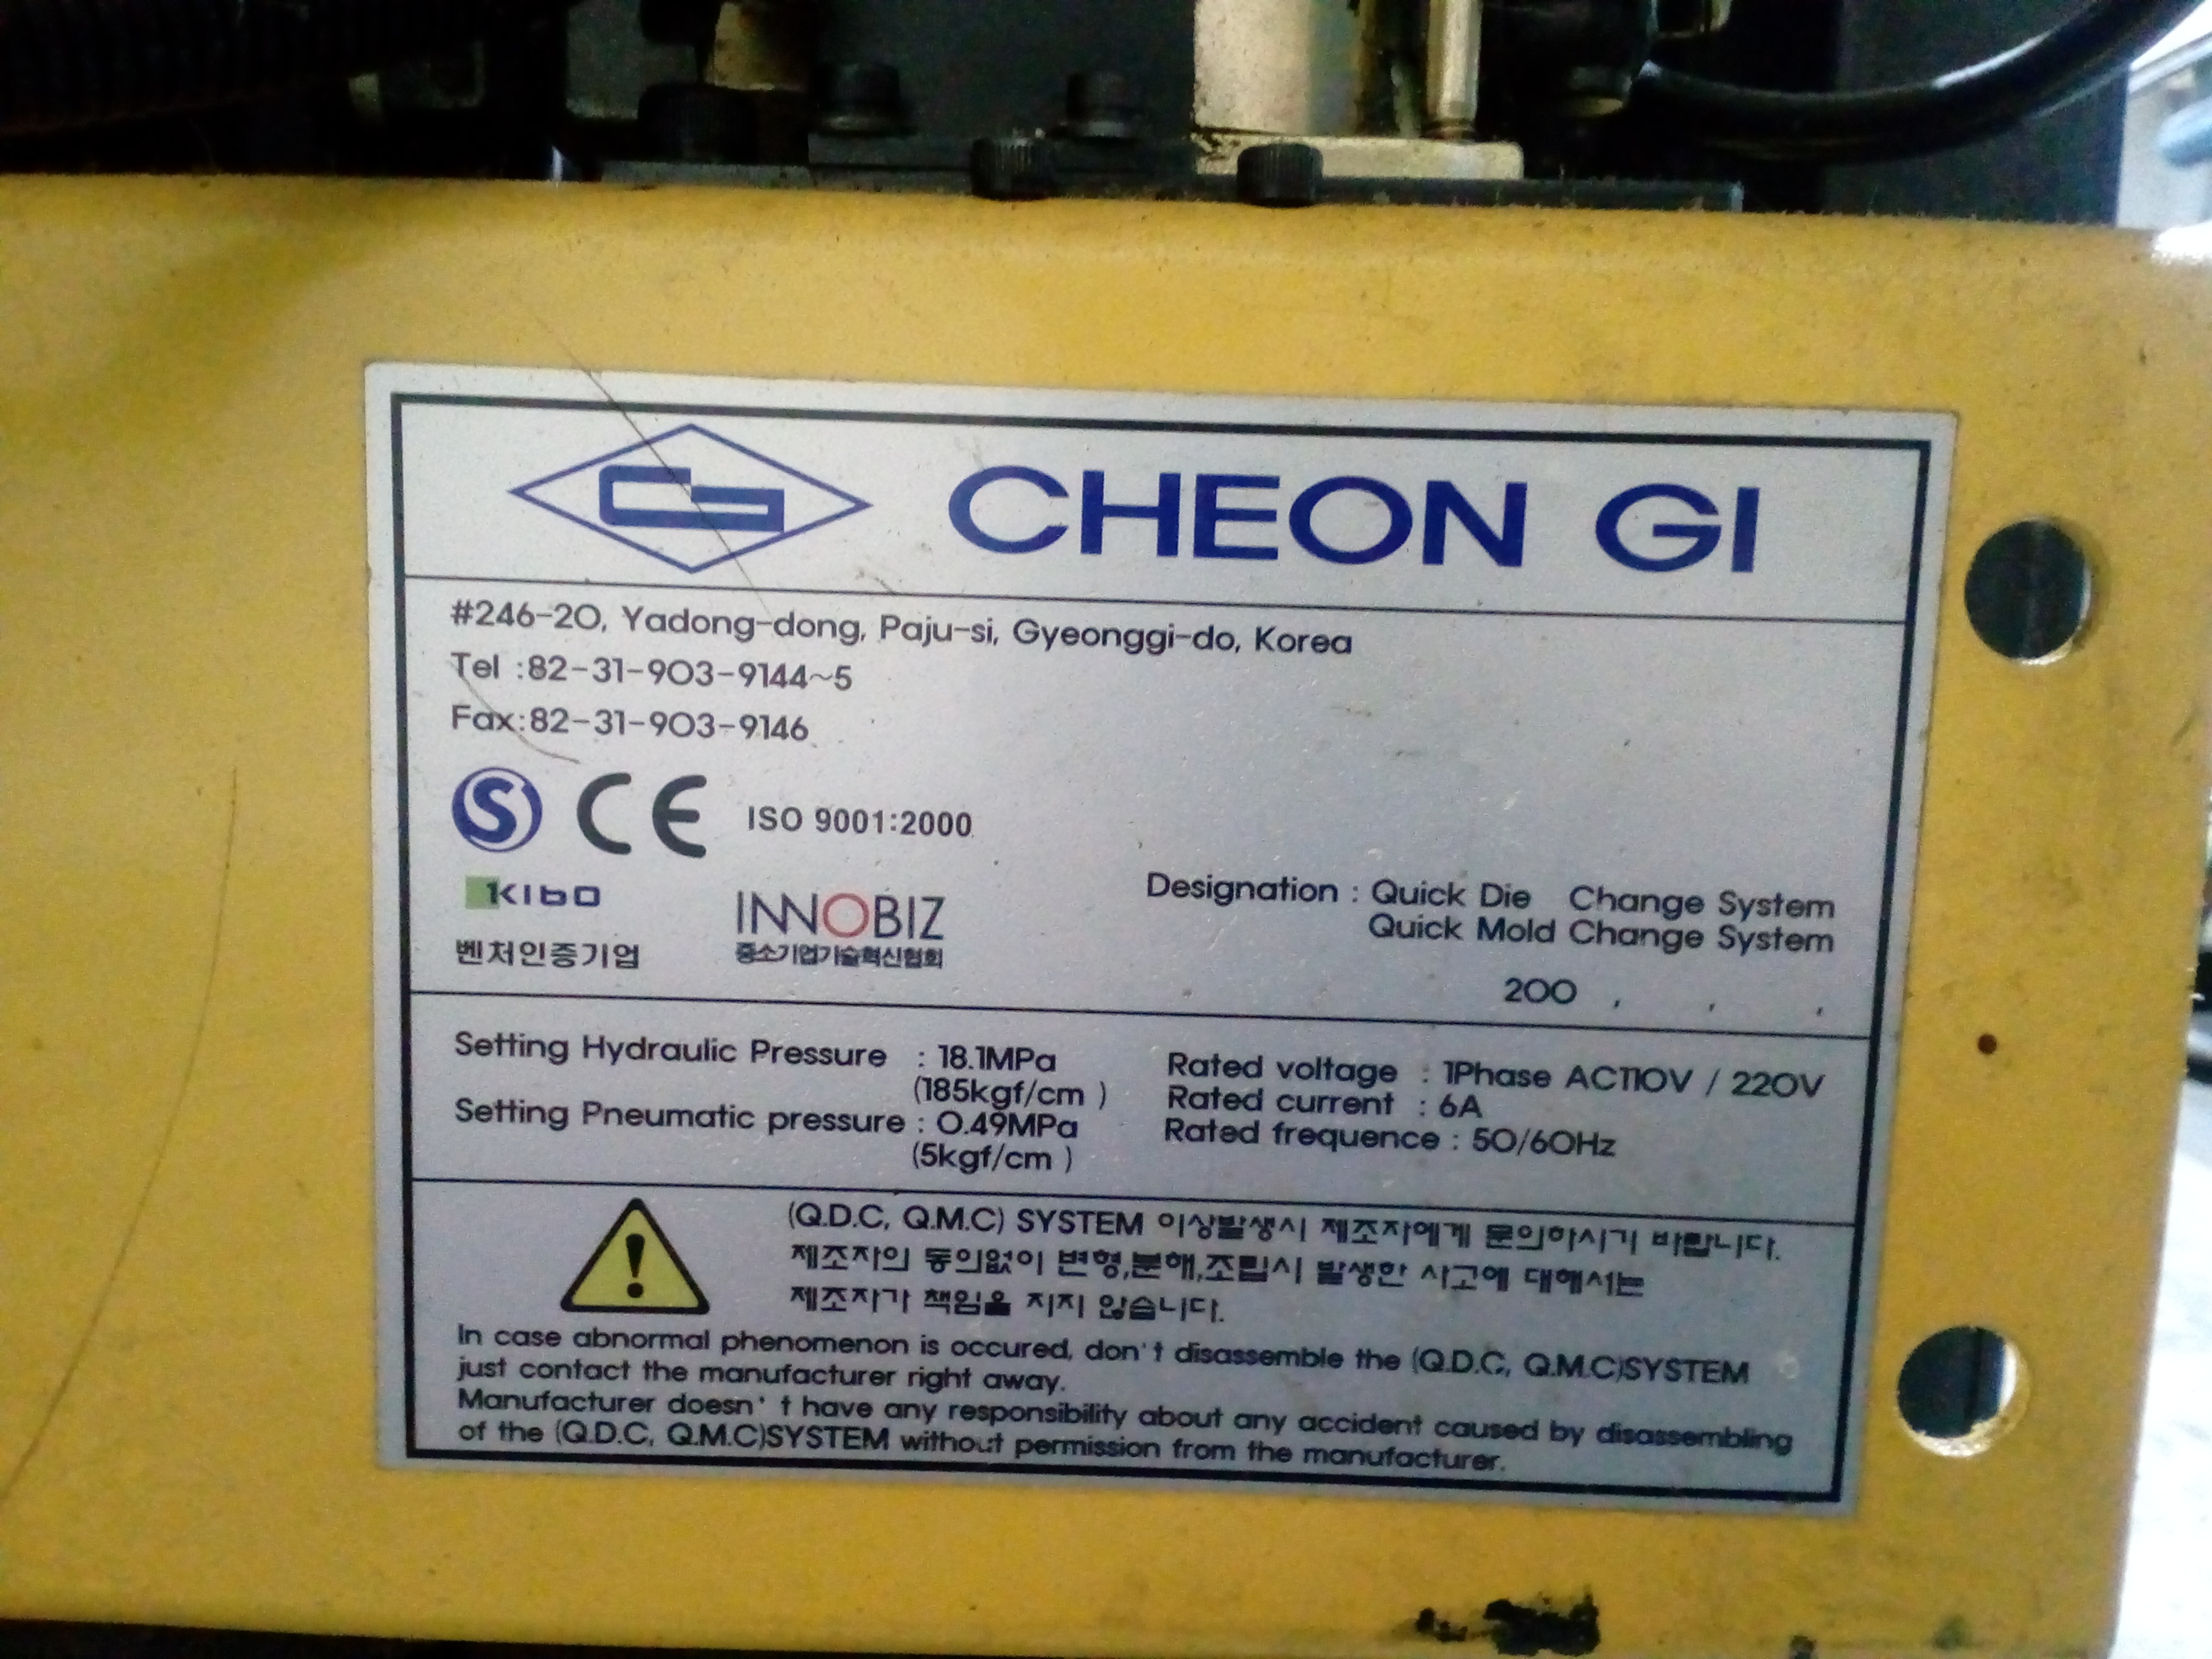 CHEON GI
#246-20, Yadong-dong, Paju-si, Gyeonggi-do, Korea
Tel :82-31-903-9144~5
Fax:82-31-903-9146
S CE ISO 9001:2000
KIBO
벤처인증기업
INNOBIZ
중소기업기술혁신협회
Designation : Quick Die Change System
Quick Mold Change System
200 , , ,
Setting Hydraulic Pressure : 18.1MPa
(185kgf/cm )
Setting Pneumatic pressure : 0.49MPa
(5kgf/cm )
Rated voltage : 1Phase AC110V / 220V
Rated current : 6A
Rated frequence : 50/60Hz
(Q.D.C, Q.M.C) SYSTEM 이상발생시 제조자에게 문의하시기 바랍니다.
제조자의 동의없이 변형,분해,조립시 발생한 사고에 대해서는
제조자가 책임을 지지 않습니다.
In case abnormal phenomenon is occured, don't disassemble the (Q.D.C, Q.M.C)SYSTEM
just contact the manufacturer right away.
Manufacturer doesn't have any responsibility about any accident caused by disassembling
of the (Q.D.C, Q.M.C)SYSTEM without permission from the manufacturer.